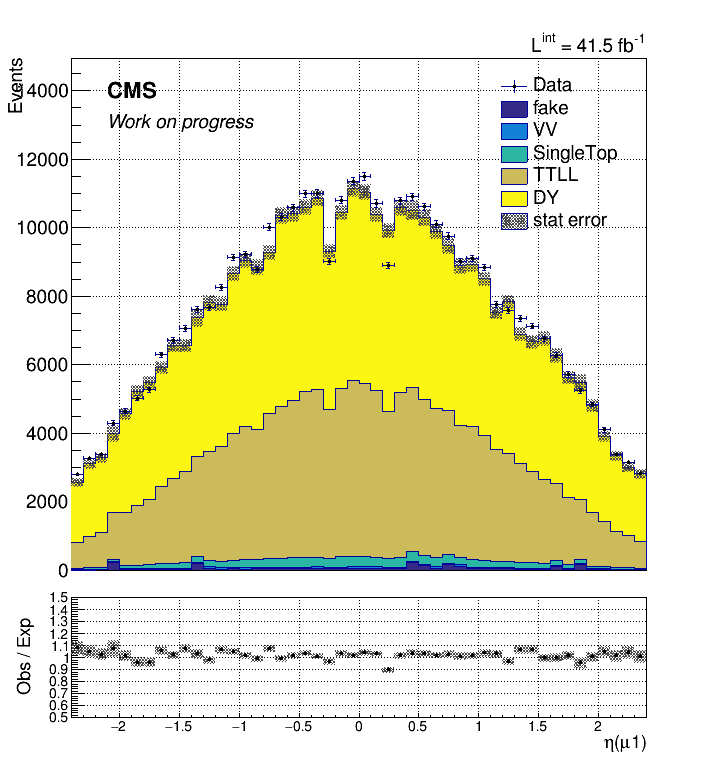 L^int = 41.5 fb^-1
Events
CMS
Work on progress
Data
fake
VV
SingleTop
TTLL
DY
stat error
14000
12000
10000
8000
6000
4000
2000
0
Obs / Exp
1.5
1.4
1.3
1.2
1.1
1
0.9
0.8
0.7
0.6
0.5
−2 −1.5 −1 −0.5 0 0.5 1 1.5 2
η(μ1)